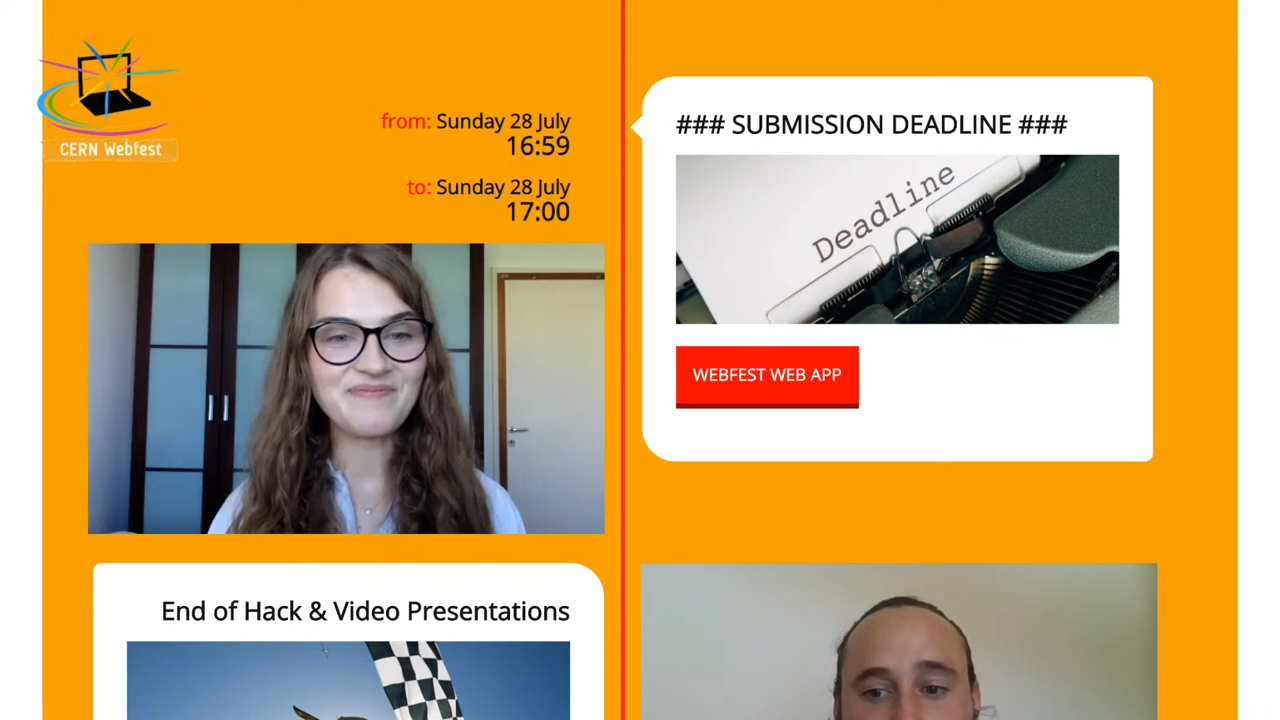 CERN Webfest
from: Sunday 28 July
16:59
to: Sunday 28 July
17:00
### SUBMISSION DEADLINE ###
Deadline
WEBFEST WEB APP
End of Hack & Video Presentations